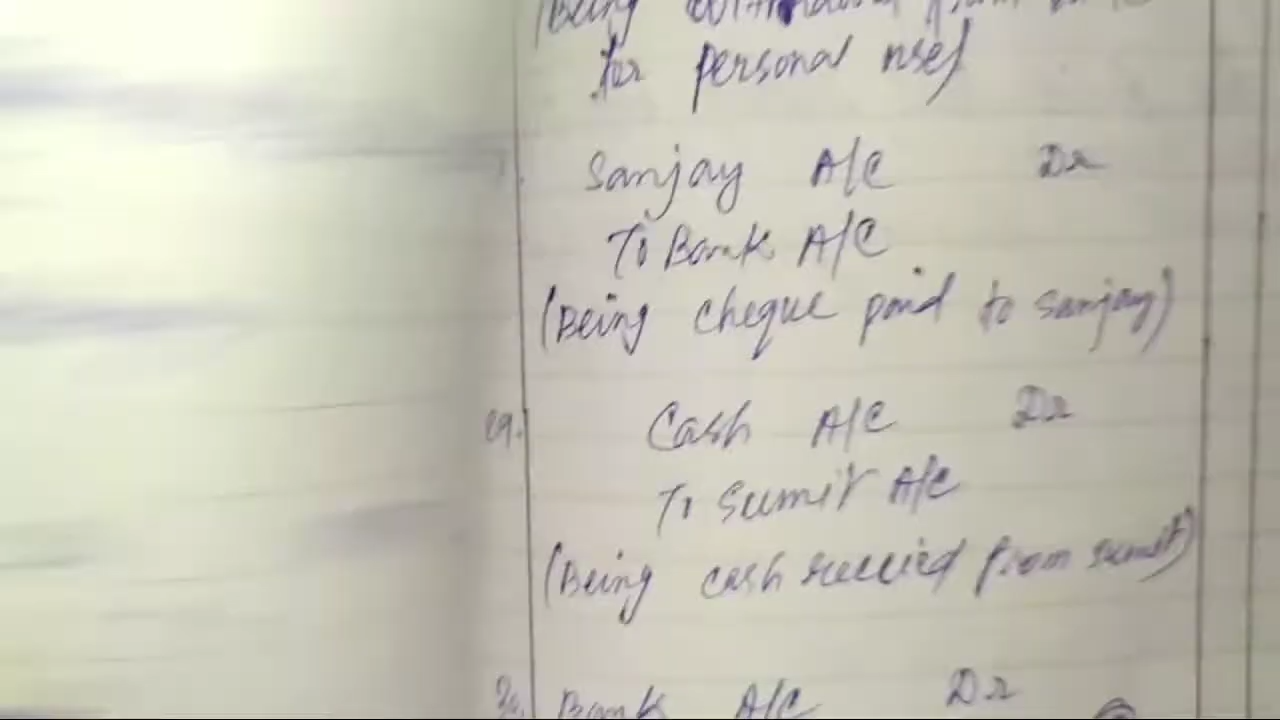 (Being
for personal use)
Sanjay A/C Dr
To Bank A/C
(Being cheque paid to Sanjay)
29. Cash A/C Dr
To Sumit A/C
(Being cash received from Sumit)
Bank A/C Dr